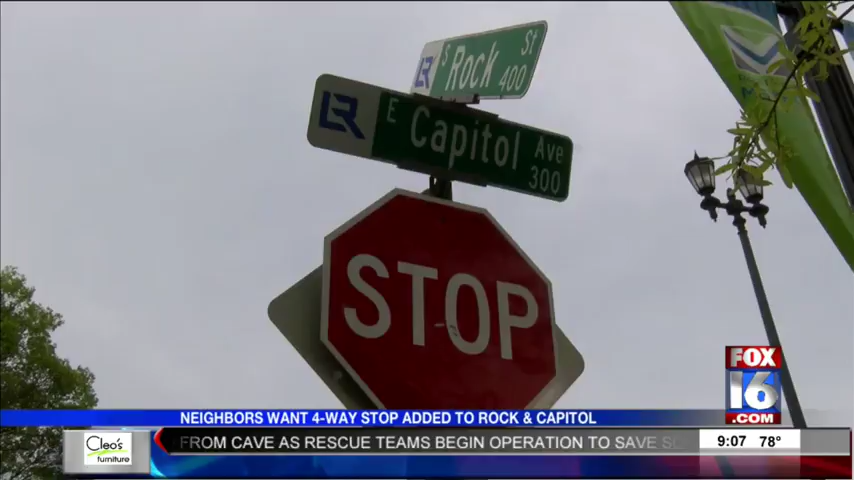 S Rock St
400
LR
E Capitol Ave
300
STOP
FOX
16
.COM
NEIGHBORS WANT 4-WAY STOP ADDED TO ROCK & CAPITOL
Cleo's
furniture
FROM CAVE AS RESCUE TEAMS BEGIN OPERATION TO SAVE
9:07 78°